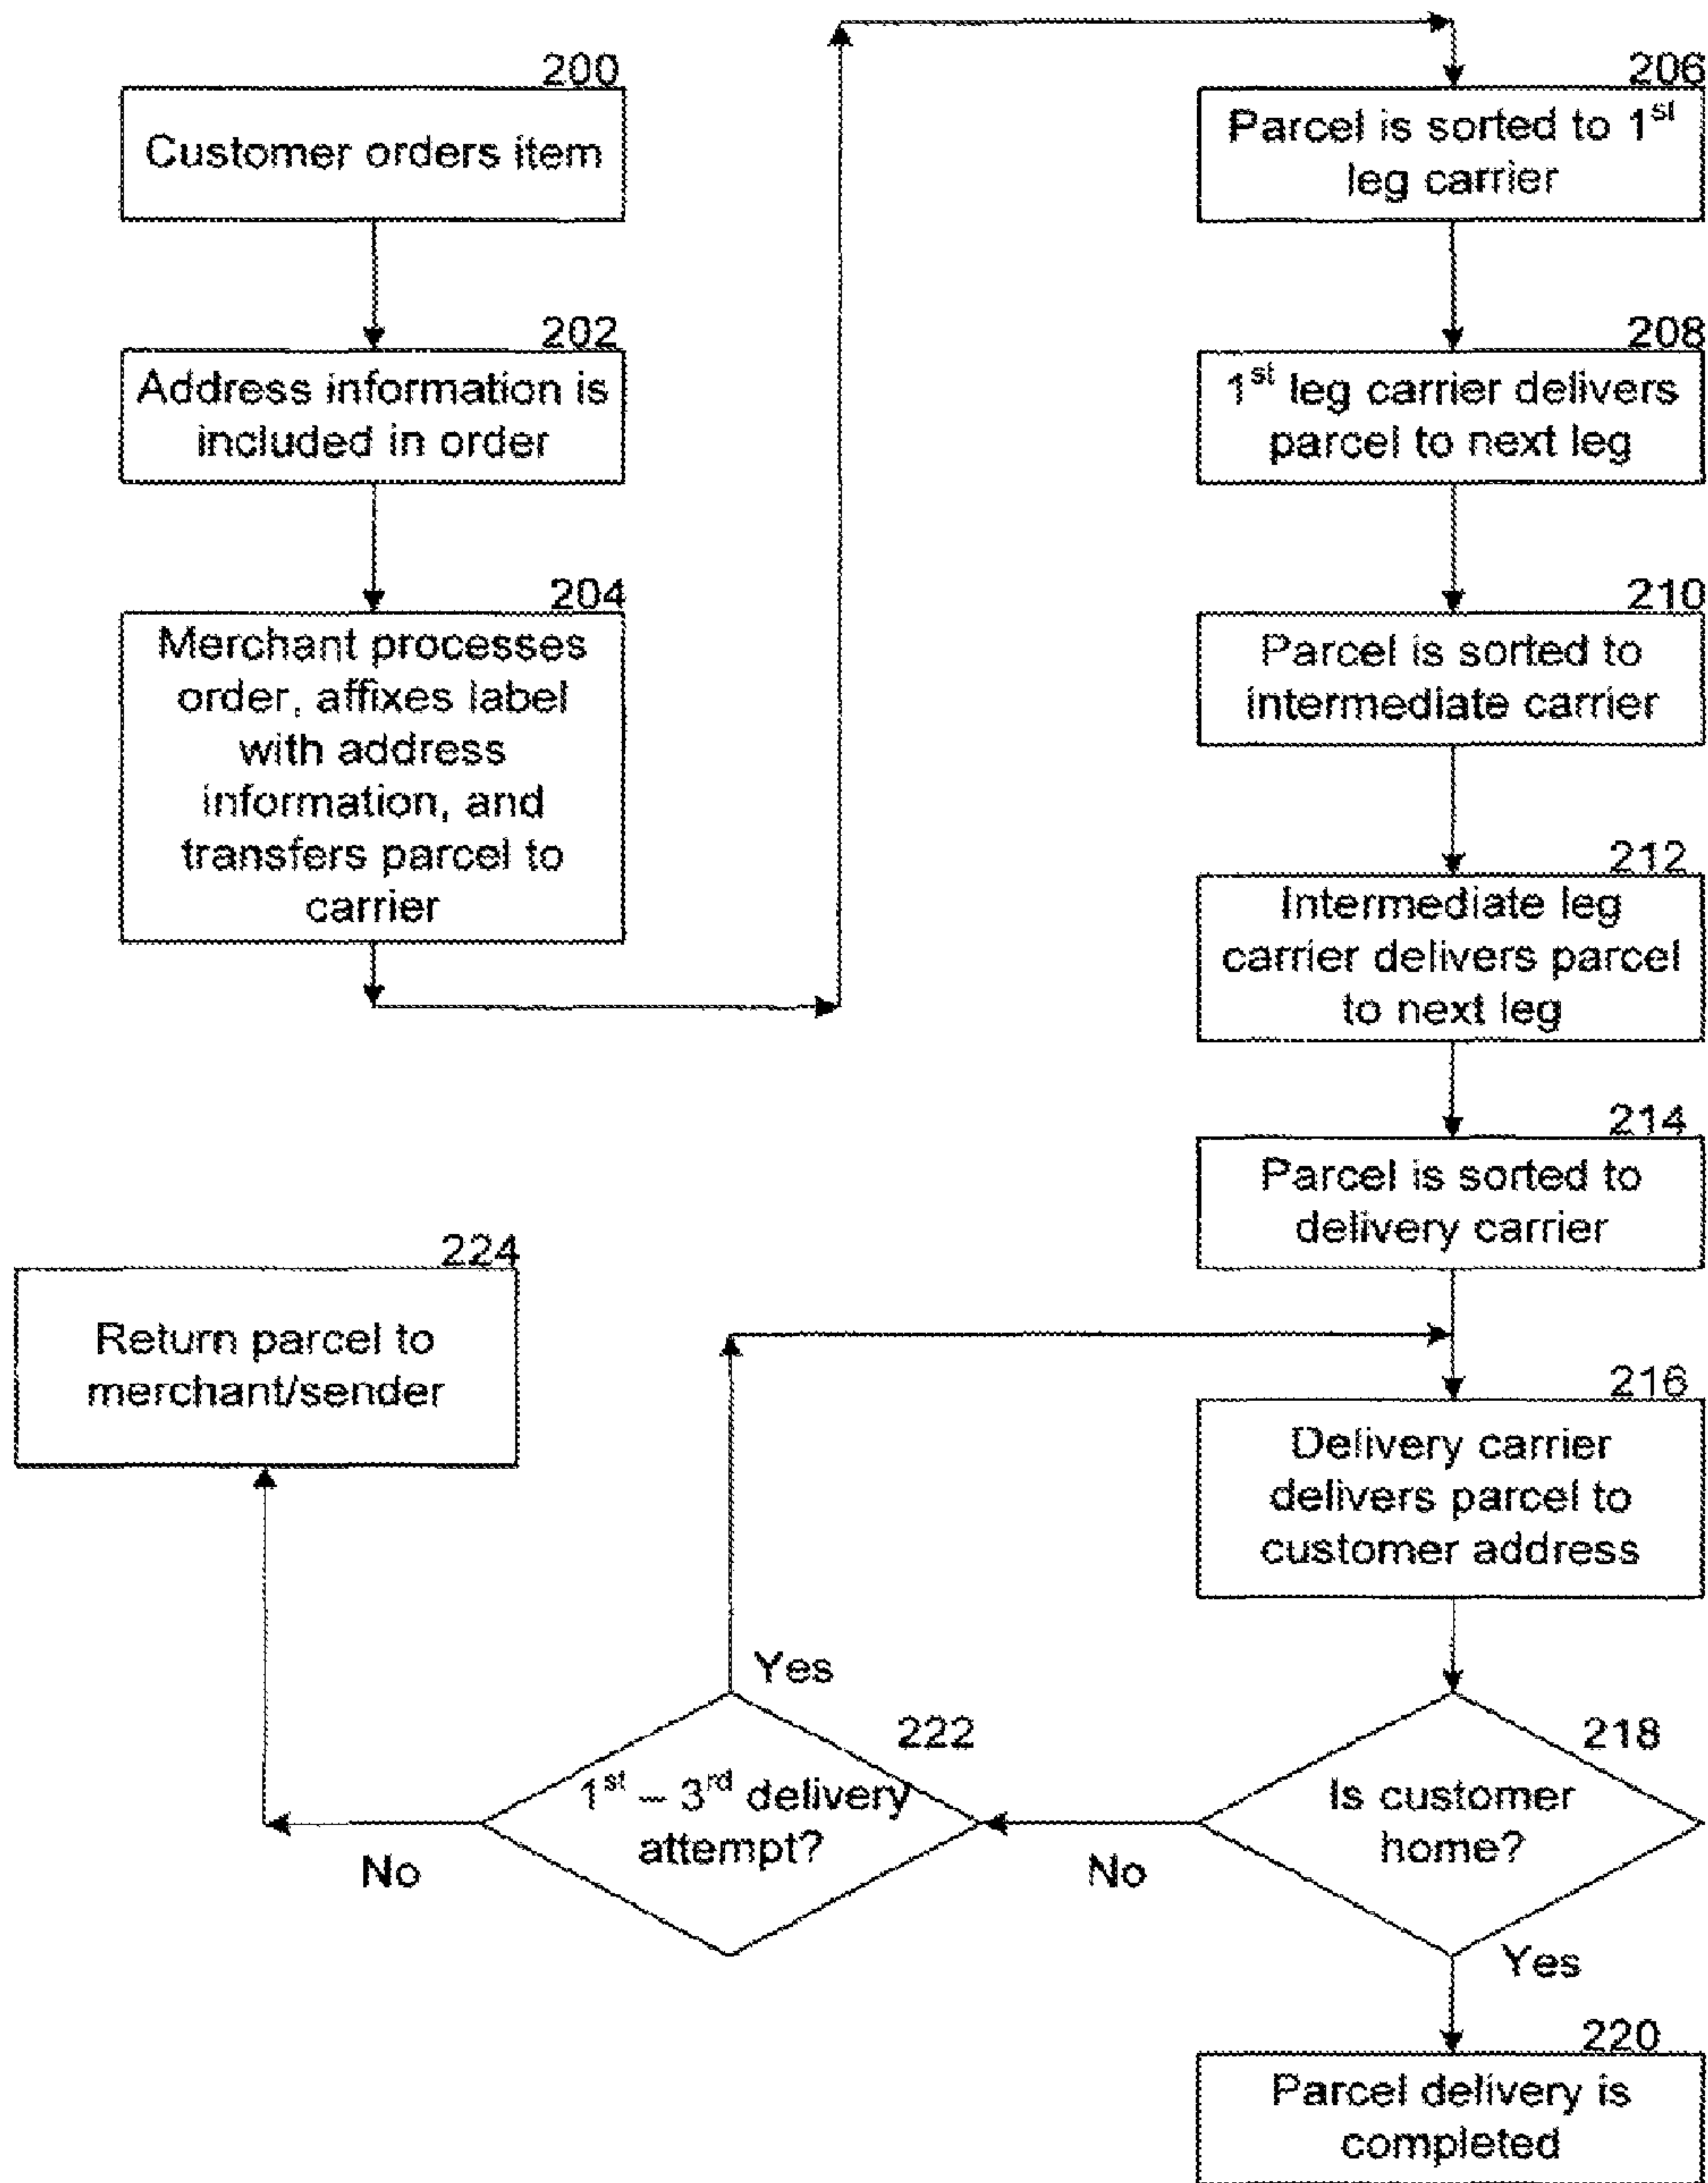 200
Customer orders item
202
Address information is
included in order
204
Merchant processes
order, affixes label
with address
information, and
transfers parcel to
carrier
206
Parcel is sorted to 1st
leg carrier
208
1st leg carrier delivers
parcel to next leg
210
Parcel is sorted to
intermediate carrier
212
Intermediate leg
carrier delivers parcel
to next leg
214
Parcel is sorted to
delivery carrier
216
Delivery carrier
delivers parcel to
customer address
218
Is customer
home?
Yes
220
Parcel delivery is
completed
No
222
1st – 3rd delivery
attempt?
Yes
No
224
Return parcel to
merchant/sender